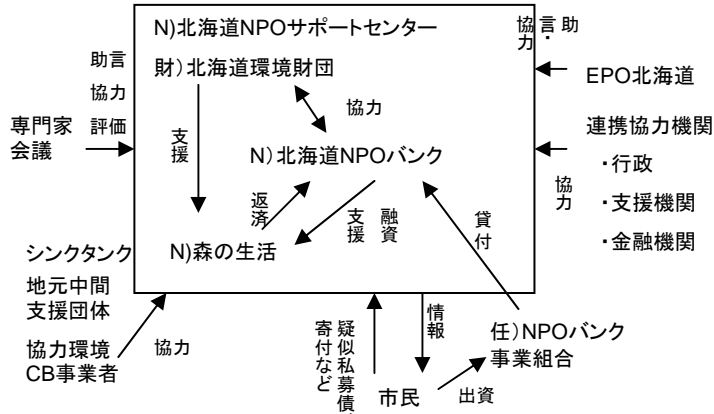 N)北海道NPOサポートセンター
財）北海道環境財団
助言
協力
評価
専門家
会議
支援
協力
N）北海道NPOバンク
返済
支援
融資
N)森の生活
貸付
助言・
協力
EPO北海道
連携協力機関
・行政
・支援機関
・金融機関
協力
シンクタンク
地元中間
支援団体
協力環境
CB事業者
協力
疑似私募債、
寄付など
情報
市民
出資
任）NPOバンク
事業組合